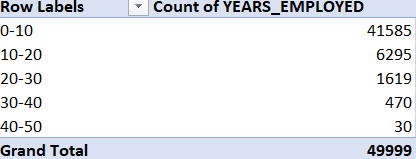 Row Labels Count of YEARS_EMPLOYED
0-10 41585
10-20 6295
20-30 1619
30-40 470
40-50 30
Grand Total 49999